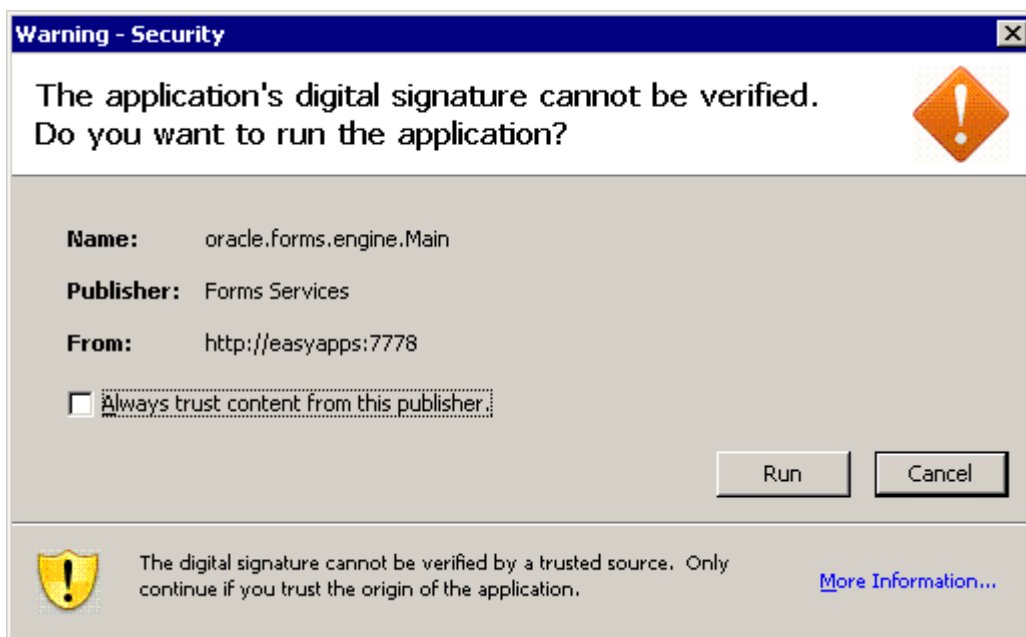 Warning - Security
The application's digital signature cannot be verified.
Do you want to run the application?
Name: oracle.forms.engine.Main
Publisher: Forms Services
From: http://easyapps:7778
Always trust content from this publisher.
Run Cancel
The digital signature cannot be verified by a trusted source. Only
continue if you trust the origin of the application.
More Information...